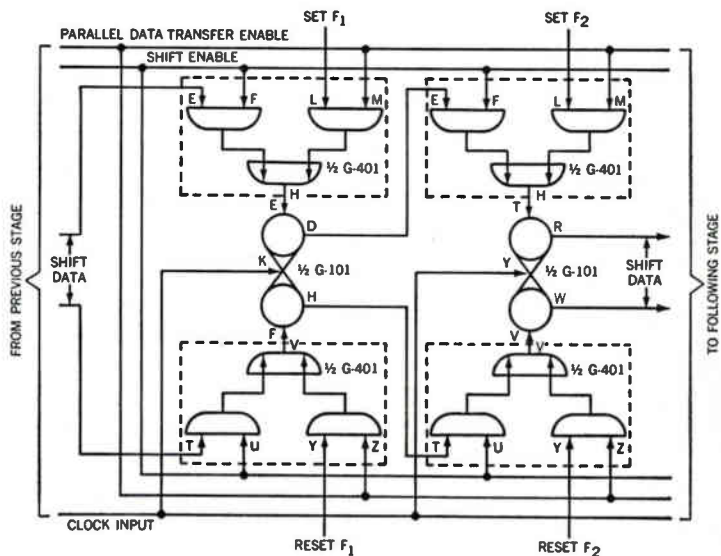 SET F1 SET F2
PARALLEL DATA TRANSFER ENABLE
SHIFT ENABLE
E F L M E F L M
½ G-401 ½ G-401
H H
E T
D R
SHIFT DATA K ½ G-101 Y ½ G-101 SHIFT DATA
H W
F V V V
½ G-401 ½ G-401
T U Y Z T U Y Z
CLOCK INPUT
RESET F1 RESET F2
FROM PREVIOUS STAGE
TO FOLLOWING STAGE